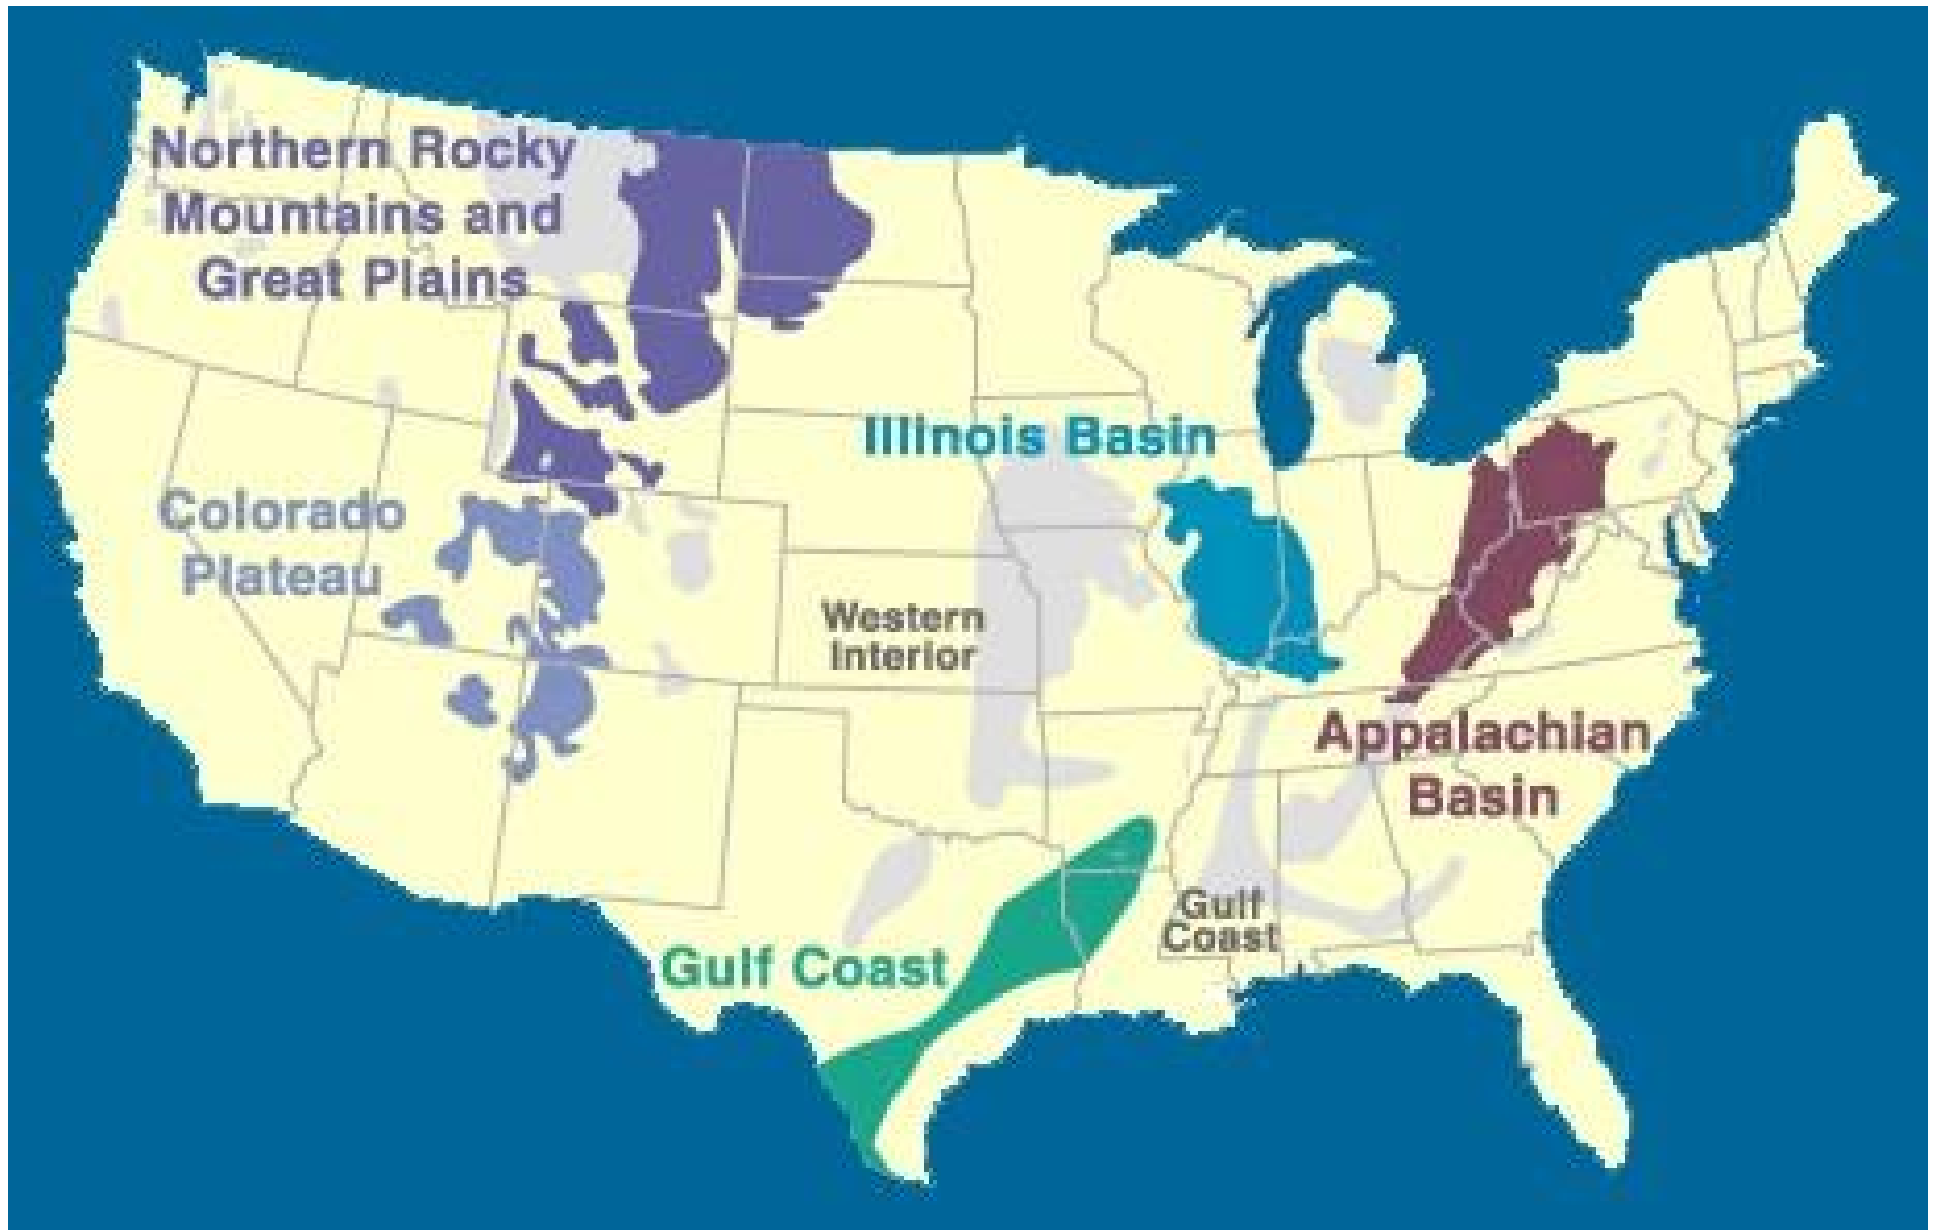 Northern Rocky
Mountains and
Great Plains
Illinois Basin
Colorado
Plateau
Western
Interior
Appalachian
Basin
Gulf
Coast
Gulf Coast